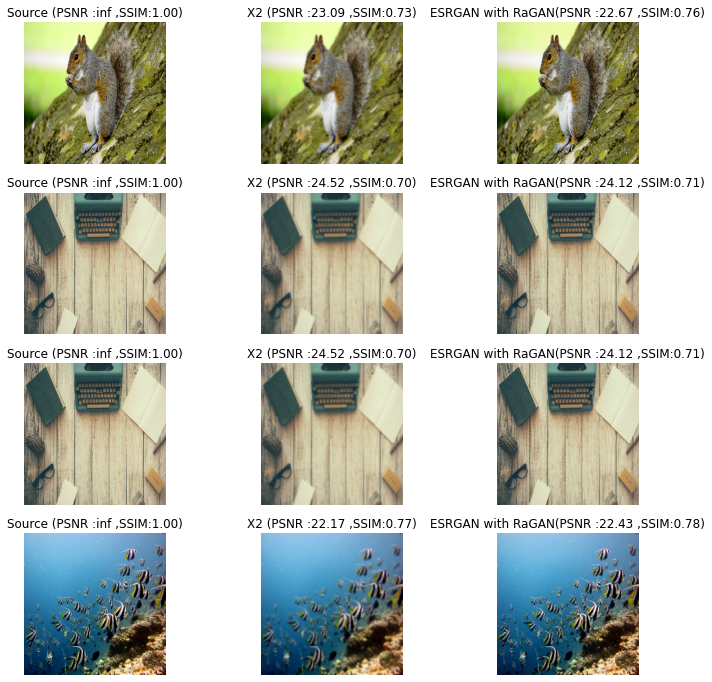 Source (PSNR :inf ,SSIM:1.00)
X2 (PSNR :23.09 ,SSIM:0.73)
ESRGAN with RaGAN(PSNR :22.67 ,SSIM:0.76)
Source (PSNR :inf ,SSIM:1.00)
X2 (PSNR :24.52 ,SSIM:0.70)
ESRGAN with RaGAN(PSNR :24.12 ,SSIM:0.71)
Source (PSNR :inf ,SSIM:1.00)
X2 (PSNR :24.52 ,SSIM:0.70)
ESRGAN with RaGAN(PSNR :24.12 ,SSIM:0.71)
Source (PSNR :inf ,SSIM:1.00)
X2 (PSNR :22.17 ,SSIM:0.77)
ESRGAN with RaGAN(PSNR :22.43 ,SSIM:0.78)